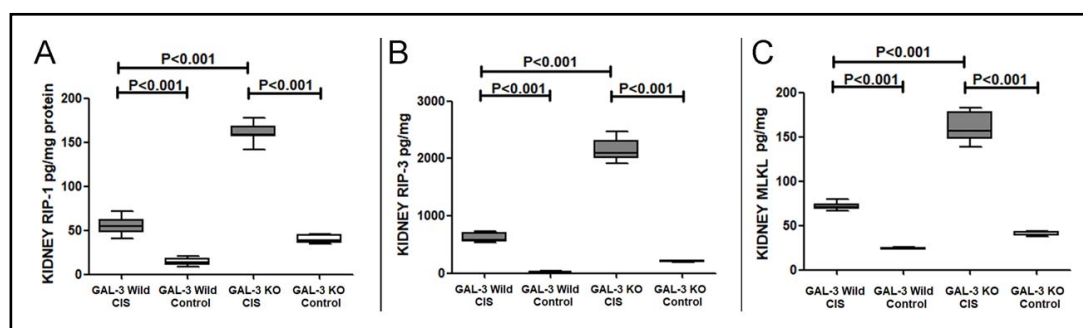 A
P<0.001
P<0.001
P<0.001
KIDNEY RIP-1 pg/mg protein
200
150
100
50
0
GAL-3 Wild CIS
GAL-3 Wild Control
GAL-3 KO CIS
GAL-3 KO Control
B
P<0.001
P<0.001
P<0.001
KIDNEY RIP-3 pg/mg
3000
2000
1000
0
GAL-3 Wild CIS
GAL-3 Wild Control
GAL-3 KO CIS
GAL-3 KO Control
C
P<0.001
P<0.001
P<0.001
KIDNEY MLKL pg/mg
200
150
100
50
0
GAL-3 Wild CIS
GAL-3 Wild Control
GAL-3 KO CIS
GAL-3 KO Control